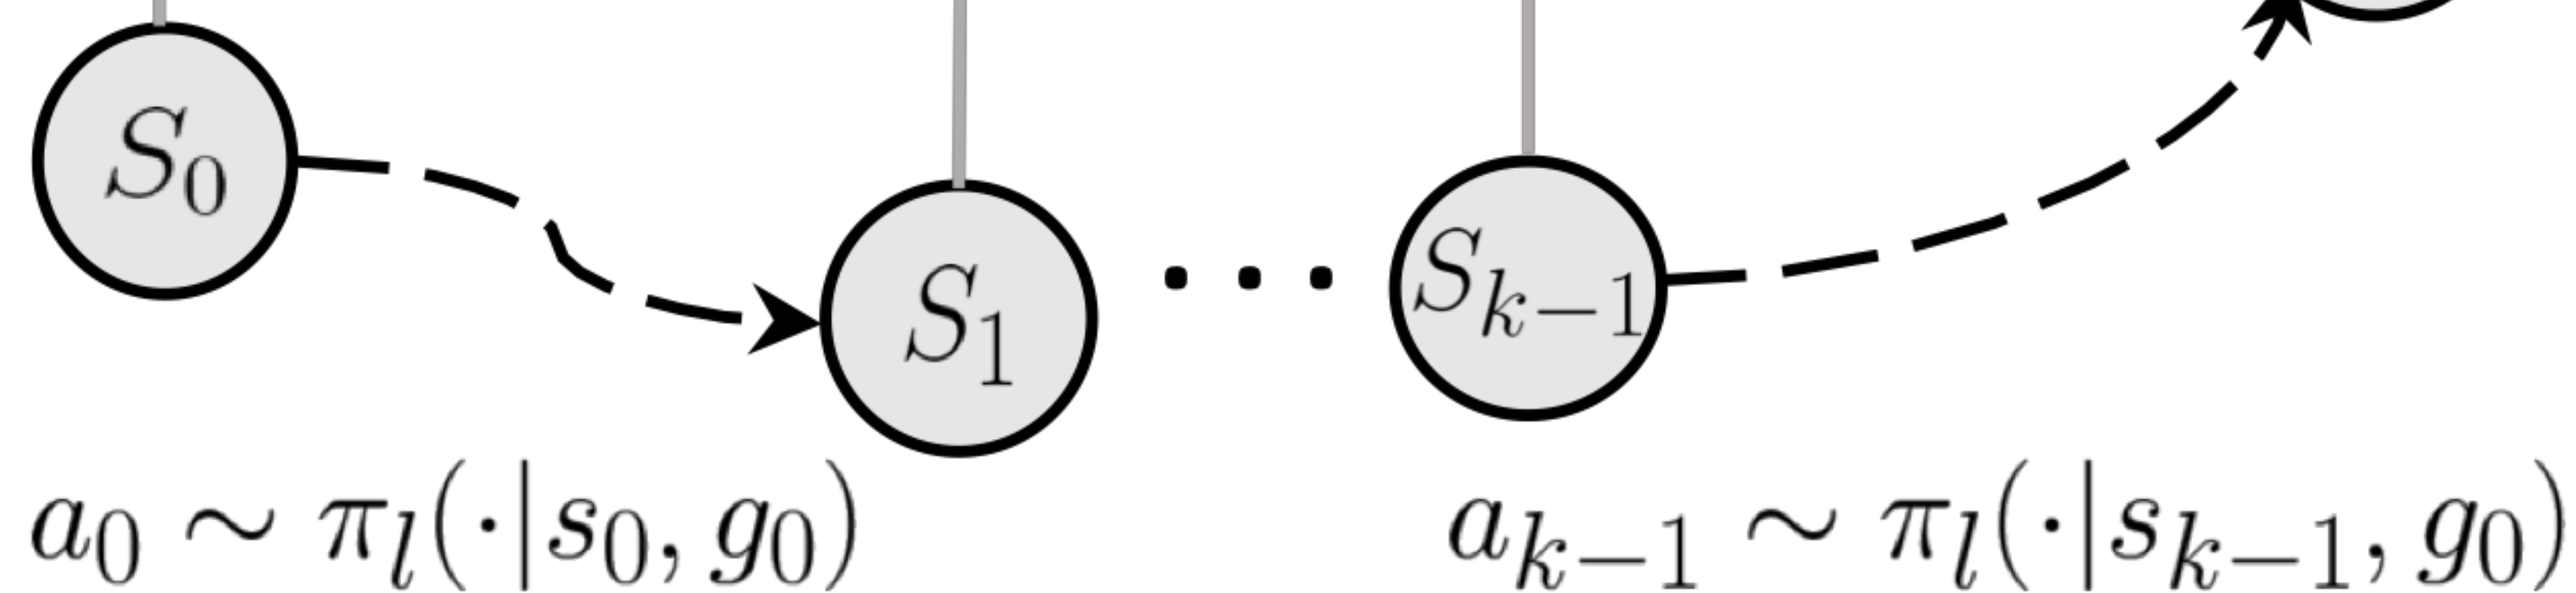 S₀
S₁ ... Sₖ₋₁
a₀ ∼ πₗ(·|s₀, g₀) aₖ₋₁ ∼ πₗ(·|sₖ₋₁, g₀)